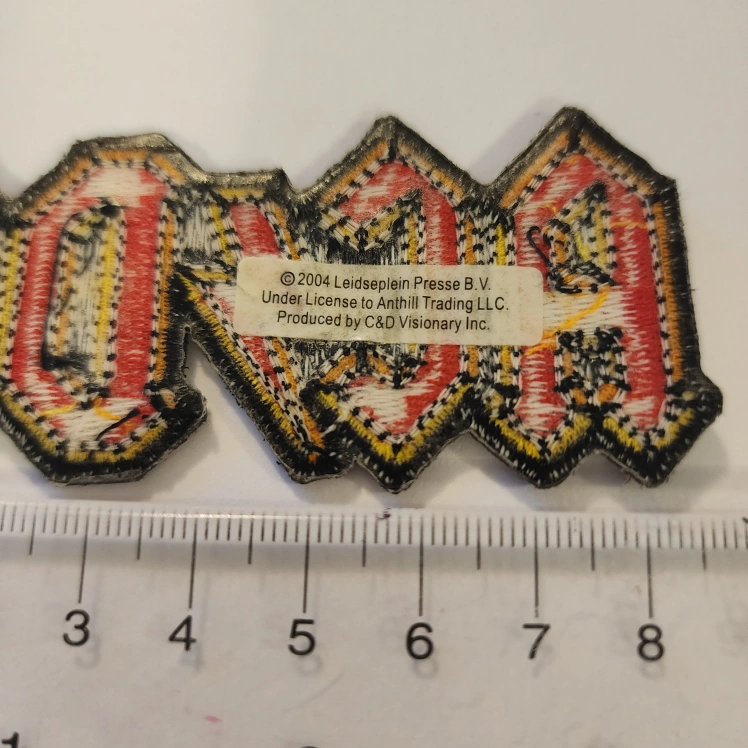 © 2004 Leidseplein Presse B.V.
Under License to Anthill Trading LLC.
Produced by C&D Visionary Inc.
3 4 5 6 7 8